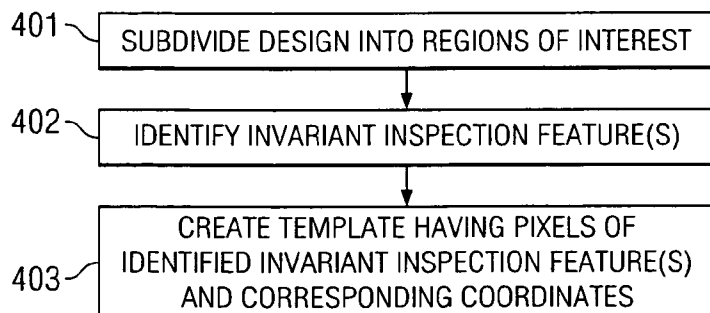 401
SUBDIVIDE DESIGN INTO REGIONS OF INTEREST
402
IDENTIFY INVARIANT INSPECTION FEATURE(S)
403
CREATE TEMPLATE HAVING PIXELS OF
IDENTIFIED INVARIANT INSPECTION FEATURE(S)
AND CORRESPONDING COORDINATES